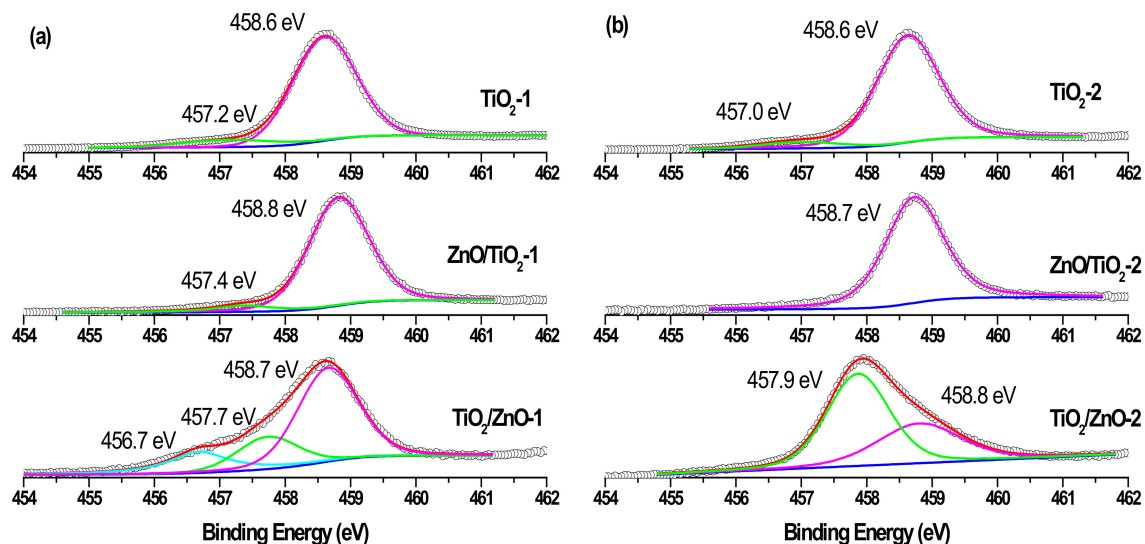 (a)
458.6 eV
457.2 eV
TiO2-1
454 455 456 457 458 459 460 461 462
458.8 eV
457.4 eV
ZnO/TiO2-1
454 455 456 457 458 459 460 461 462
458.7 eV
457.7 eV
456.7 eV
TiO2/ZnO-1
454 455 456 457 458 459 460 461 462
Binding Energy (eV)
(b)
458.6 eV
457.0 eV
TiO2-2
454 455 456 457 458 459 460 461 462
458.7 eV
ZnO/TiO2-2
454 455 456 457 458 459 460 461 462
457.9 eV
458.8 eV
TiO2/ZnO-2
454 455 456 457 458 459 460 461 462
Binding Energy (eV)